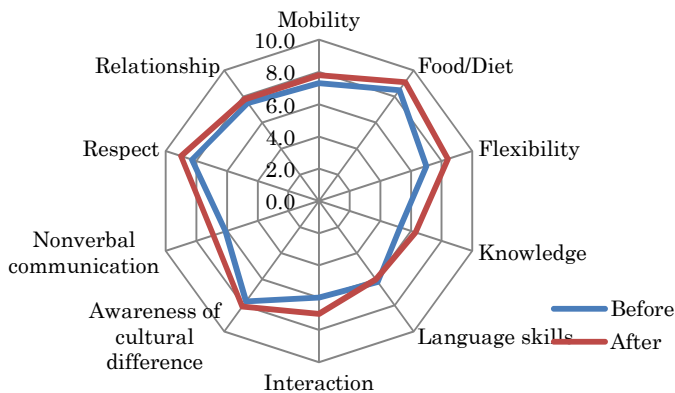 Mobility
10.0
8.0
6.0
4.0
2.0
0.0
Food/Diet
Flexibility
Knowledge
Language skills
Interaction
Awareness of
cultural
difference
Nonverbal
communication
Respect
Relationship
Before
After